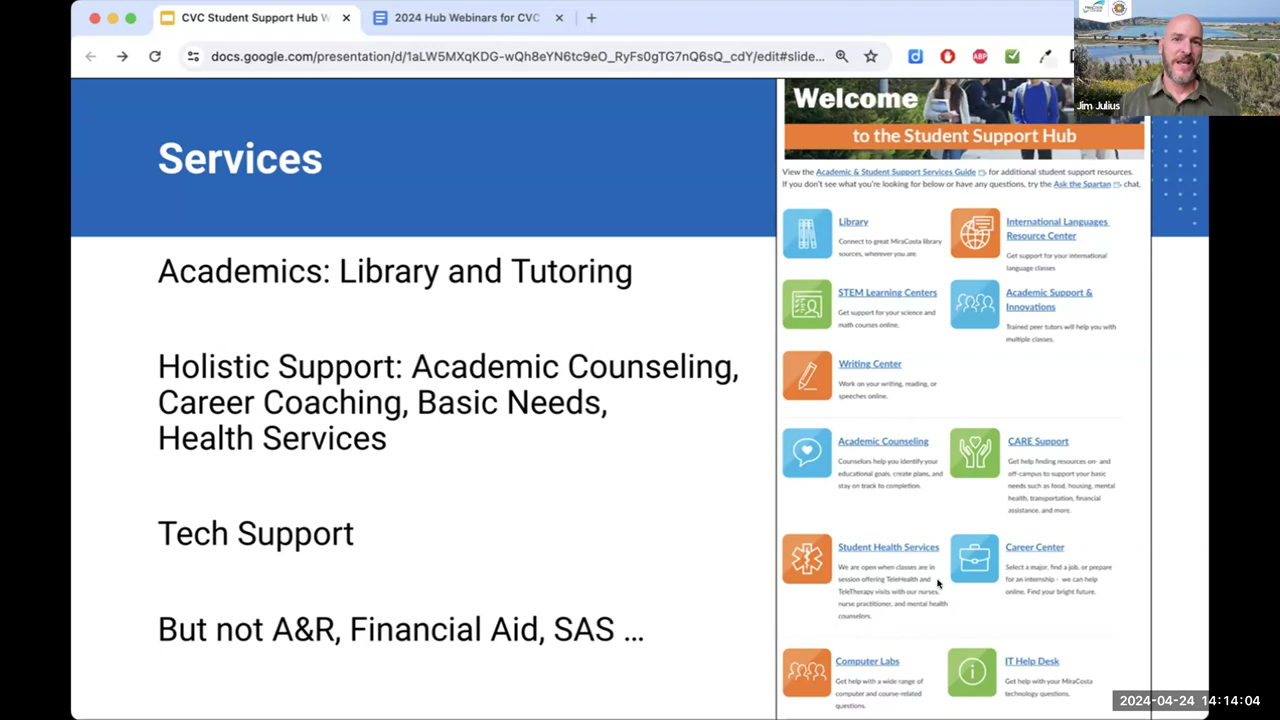 CVC Student Support Hub W
2024 Hub Webinars for CVC
Jim Julius
Services
Academics: Library and Tutoring
Holistic Support: Academic Counseling,
Career Coaching, Basic Needs,
Health Services
Tech Support
But not A&R, Financial Aid, SAS ...
Welcome
to the Student Support Hub
View the Academic & Student Support Services Guide for additional student support resources.
If you don't see what you're looking for below or have any questions, try the Ask the Spartan chat.
Library
Connect to great MiraCosta library
sources, wherever you are.
International Languages
Resource Center
Get support for your international
language classes
STEM Learning Centers
Get support for your science and
math courses online.
Academic Support &
Innovations
Trained peer tutors will help you with
multiple classes.
Writing Center
Work on your writing, reading, or
speeches online.
Academic Counseling
Counselors help you identify your
educational goals, create plans, and
stay on track to completion.
CARE Support
Get help finding resources on- and
off-campus to support your basic
needs such as food, housing, mental
health, transportation, financial
assistance, and more.
Student Health Services
We are open when classes are in
session offering TeleHealth and
TeleTherapy visits with our nurses,
nurse practitioner, and mental health
counselors.
Career Center
Select a major, find a job, or prepare
for an internship - we can help
online. Find your bright future.
Computer Labs
Get help with a wide range of
computer and course-related
questions.
IT Help Desk
Get help with your MiraCosta
technology questions.
2024-04-24 14:14:04